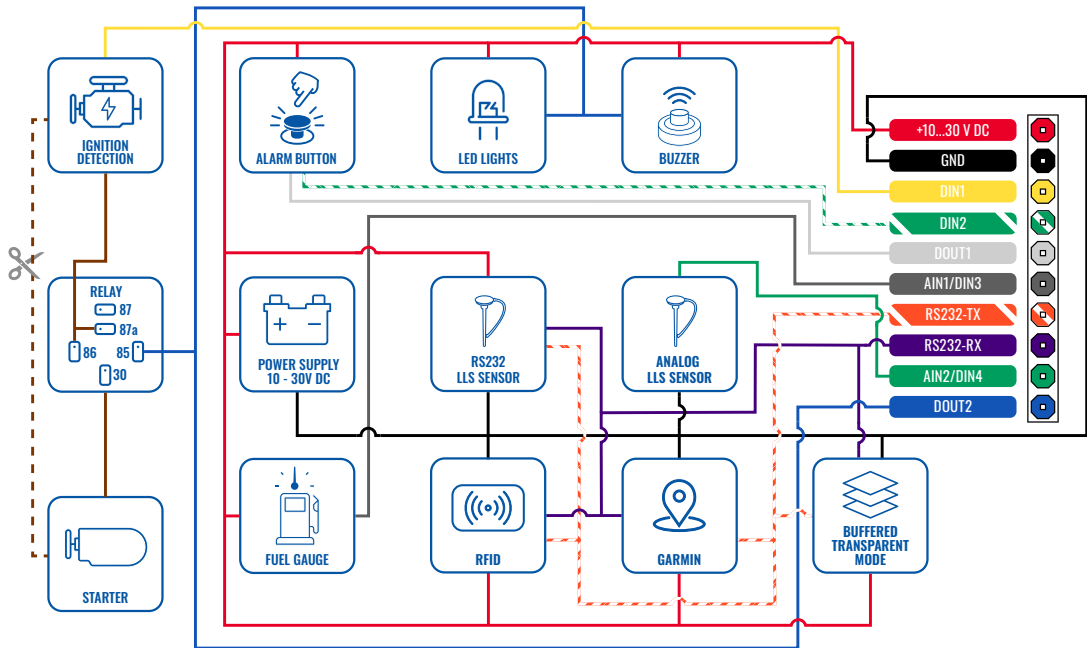 IGNITION
DETECTION
ALARM BUTTON
LED LIGHTS
BUZZER
+10...30 V DC
GND
DIN1
DIN2
DOUT1
AIN1/DIN3
RS232-TX
RS232-RX
AIN2/DIN4
DOUT2
RELAY
87
87a
86
85
30
POWER SUPPLY
10 - 30V DC
RS232
LLS SENSOR
ANALOG
LLS SENSOR
STARTER
FUEL GAUGE
RFID
GARMIN
BUFFERED
TRANSPARENT
MODE